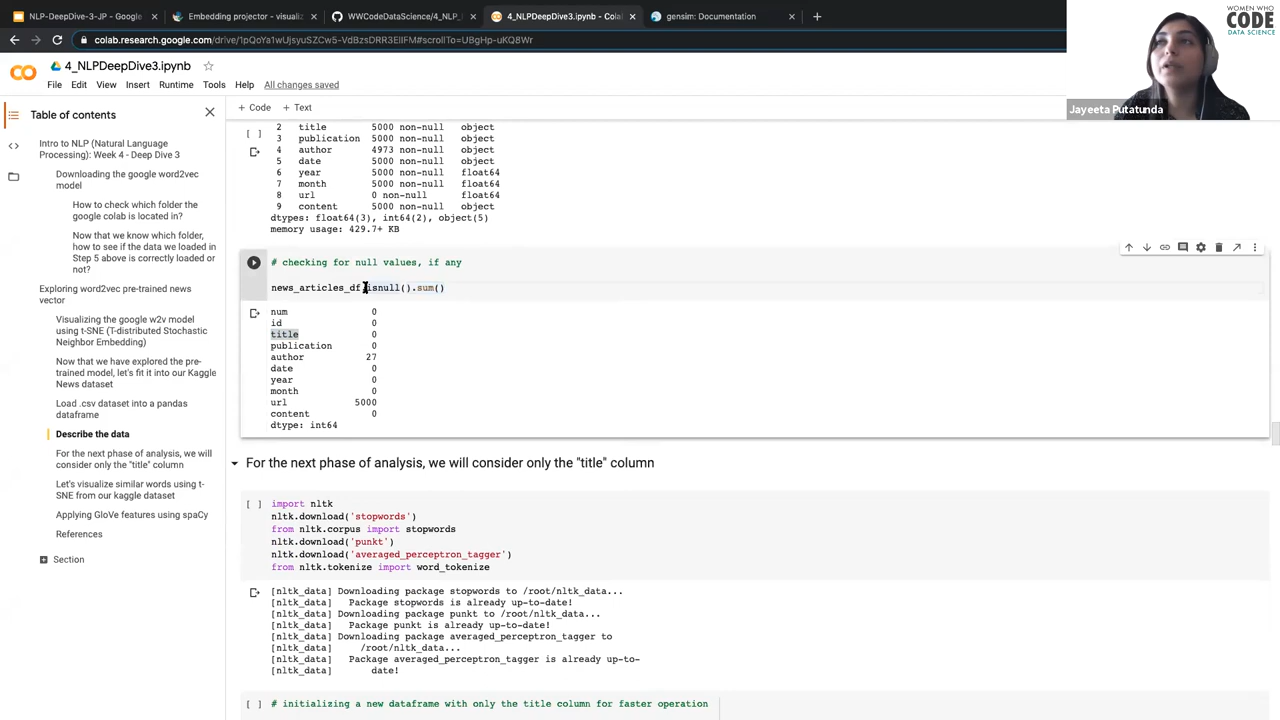 NLP-DeepDive-3-JP - Google
Embedding projector - visualiz
WWCodeDataScience/4_NLP_
4_NLPDeepDive3.ipynb - Colab
gensim: Documentation
colab.research.google.com/drive/1pQoYa1wUjsyuSZCw5-VdBzsDRR3ElIFM#scrollTo=UBgHp-uKQ8Wr
WOMEN WHO
CODE
DATA SCIENCE
Jayeeta Putatunda
4_NLPDeepDive3.ipynb
File Edit View Insert Runtime Tools Help All changes saved
Table of contents
Intro to NLP (Natural Language
Processing): Week 4 - Deep Dive 3
Downloading the google word2vec
model
How to check which folder the
google colab is located in?
Now that we know which folder,
how to see if the data we loaded in
Step 5 above is correctly loaded or
not?
Exploring word2vec pre-trained news
vector
Visualizing the google w2v model
using t-SNE (T-distributed Stochastic
Neighbor Embedding)
Now that we have explored the pre-
trained model, let's fit it into our Kaggle
News dataset
Load .csv dataset into a pandas
dataframe
Describe the data
For the next phase of analysis, we will
consider only the "title" column
Let's visualize similar words using t-
SNE from our kaggle dataset
Applying GloVe features using spaCy
References
Section
+ Code + Text
[ ]
2 title 5000 non-null object
3 publication 5000 non-null object
4 author 4973 non-null object
5 date 5000 non-null object
6 year 5000 non-null float64
7 month 5000 non-null float64
8 url 0 non-null float64
9 content 5000 non-null object
dtypes: float64(3), int64(2), object(5)
memory usage: 429.7+ KB
# checking for null values, if any
news_articles_df.isnull().sum()
num 0
id 0
title 0
publication 0
author 27
date 0
year 0
month 0
url 5000
content 0
dtype: int64
For the next phase of analysis, we will consider only the "title" column
[ ] import nltk
nltk.download('stopwords')
from nltk.corpus import stopwords
nltk.download('punkt')
nltk.download('averaged_perceptron_tagger')
from nltk.tokenize import word_tokenize
[nltk_data] Downloading package stopwords to /root/nltk_data...
[nltk_data] Package stopwords is already up-to-date!
[nltk_data] Downloading package punkt to /root/nltk_data...
[nltk_data] Package punkt is already up-to-date!
[nltk_data] Downloading package averaged_perceptron_tagger to
[nltk_data] /root/nltk_data...
[nltk_data] Package averaged_perceptron_tagger is already up-to-
[nltk_data] date!
[ ] # initializing a new dataframe with only the title column for faster operation